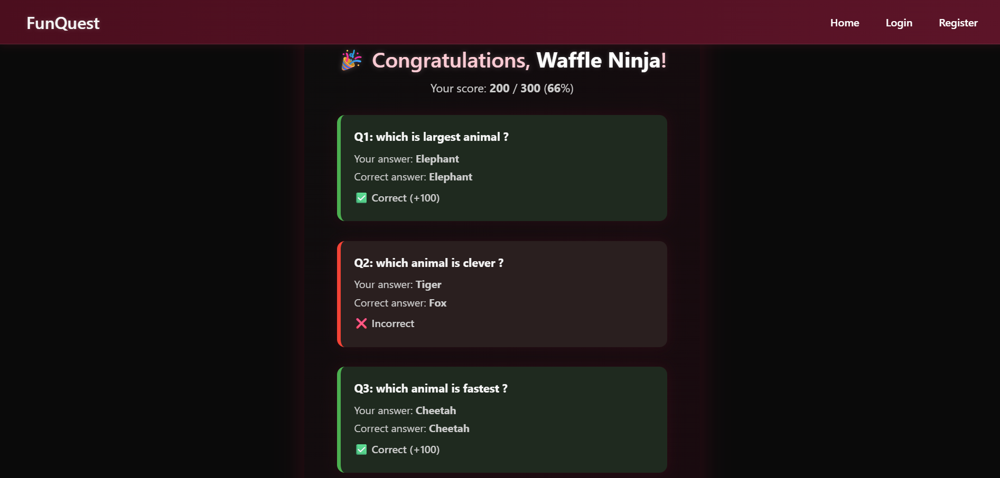 FunQuest
Home
Login
Register
Congratulations, Waffle Ninja!
Your score: 200 / 300 (66%)
Q1: which is largest animal ?
Your answer: Elephant
Correct answer: Elephant
Correct (+100)
Q2: which animal is clever ?
Your answer: Tiger
Correct answer: Fox
Incorrect
Q3: which animal is fastest ?
Your answer: Cheetah
Correct answer: Cheetah
Correct (+100)